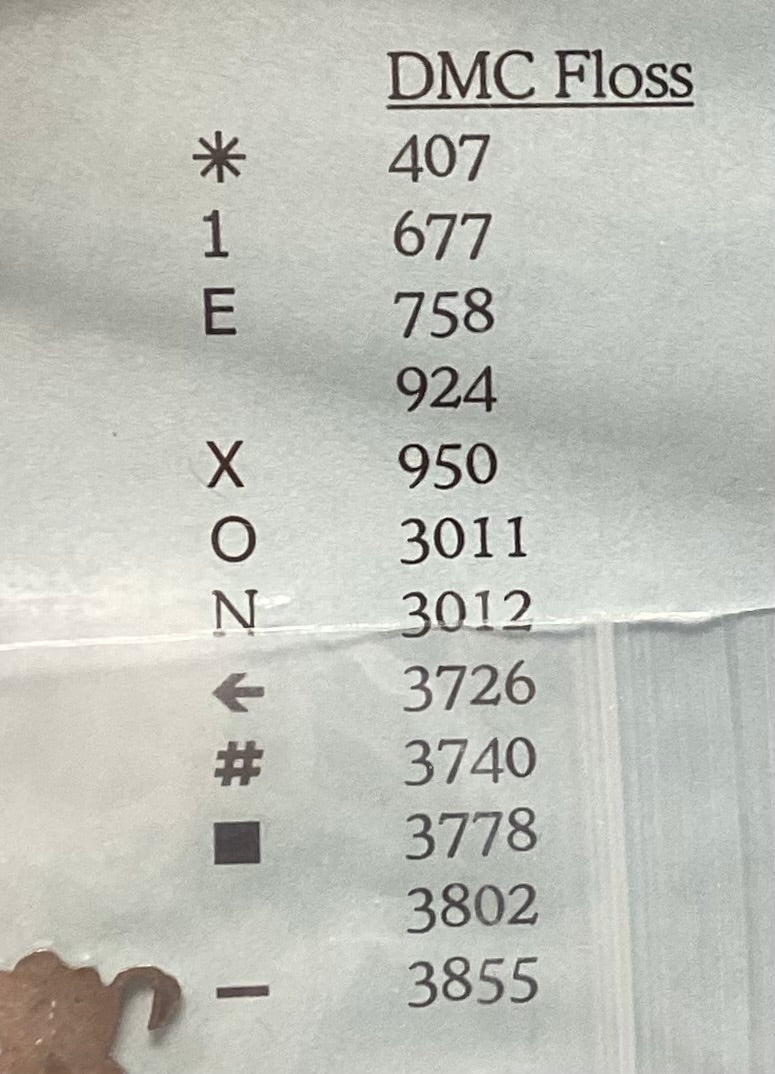 DMC Floss
* 407
1 677
E 758
924
X 950
O 3011
N 3012
← 3726
# 3740
■ 3778
3802
— 3855